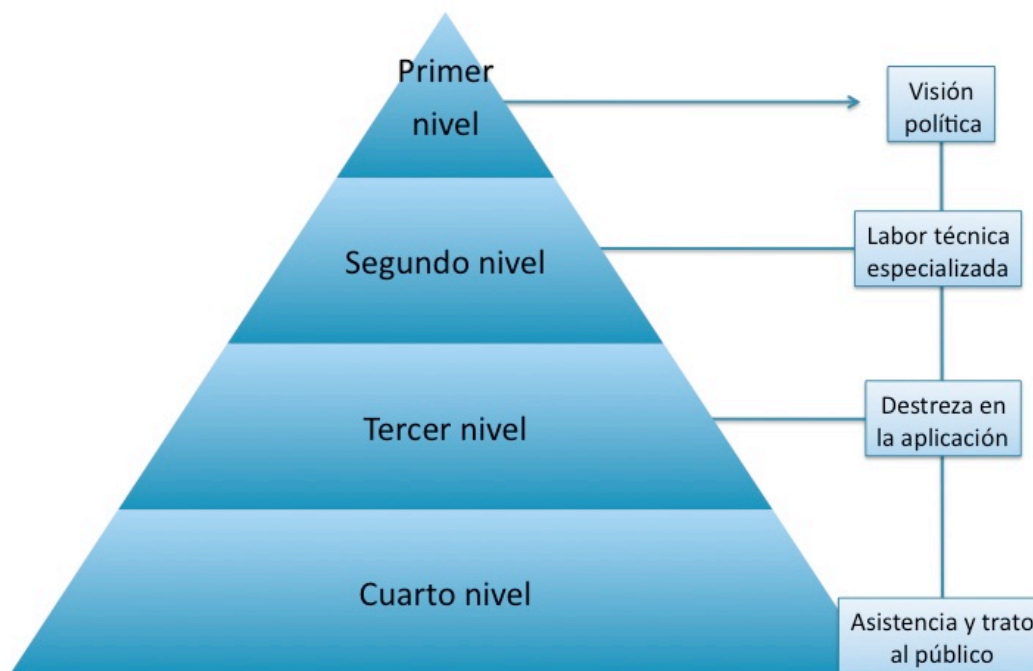 Primer
nivel
Visión
política
Segundo nivel
Labor técnica
especializada
Tercer nivel
Destreza en
la aplicación
Cuarto nivel
Asistencia y trato
al público